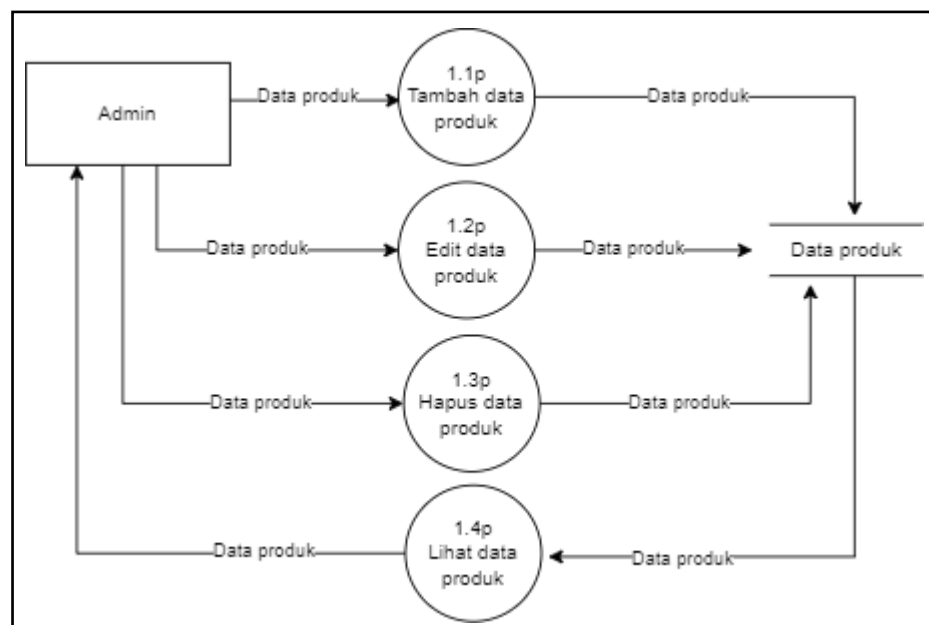 Admin
Data produk
1.1p
Tambah data
produk
Data produk
Data produk
1.2p
Edit data
produk
Data produk
Data produk
Data produk
1.3p
Hapus data
produk
Data produk
Data produk
1.4p
Lihat data
produk
Data produk